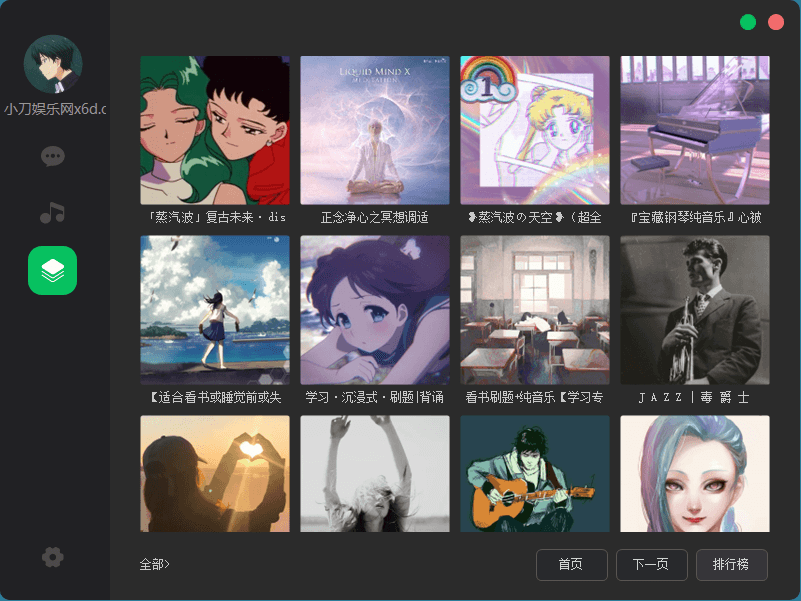 小刀娱乐网x6d.c
LIQUID MIND X
MEDITATION
1
「蒸汽波」复古未来·dis
正念净心之冥想调适
❥蒸汽波の天空❥（超全
『宝藏钢琴纯音乐』心被
【适合看书或睡觉前或失
学习·沉浸式·刷题|背诵
看书刷题+纯音乐【学习专
J A Z Z | 毒 爵 士
全部>
首页
下一页
排行榜